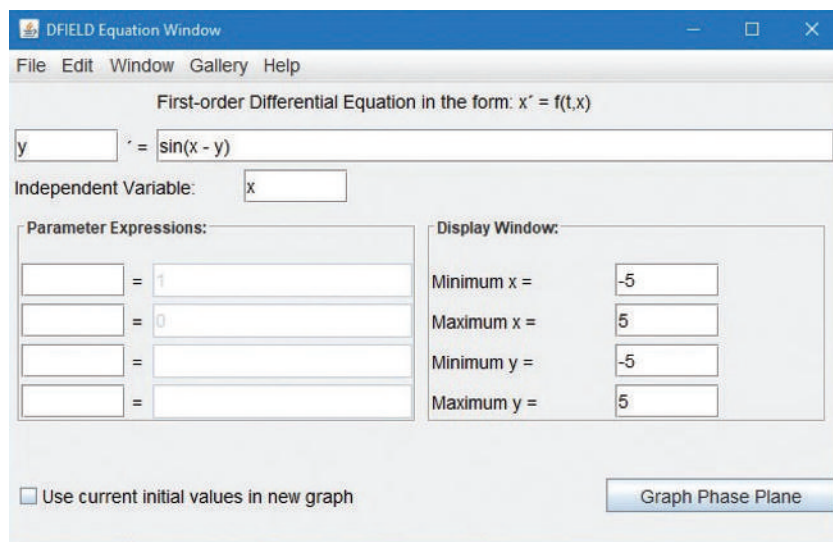 DFIELD Equation Window
File Edit Window Gallery Help
First-order Differential Equation in the form: x´ = f(t,x)
y ´ = sin(x - y)
Independent Variable: x
Parameter Expressions:
= 1
= 0
=
=
Display Window:
Minimum x = -5
Maximum x = 5
Minimum y = -5
Maximum y = 5
Use current initial values in new graph
Graph Phase Plane